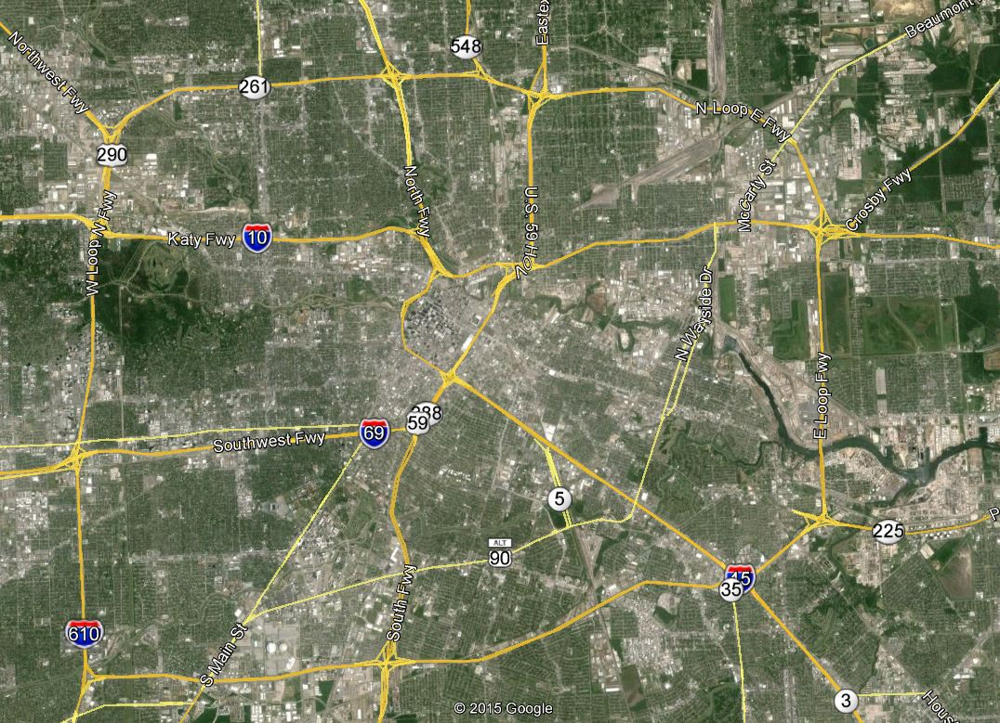 548
Northwest Fwy
261
Beaumont
N Loop E Fwy
290
North Fwy
McCarty St
Crosby Fwy
U.S. 59 HOV
W Loop N Fwy
Katy Fwy
10
N Wayside Dr
E Loop Fwy
288
59
69
Southwest Fwy
5
225
ALT
90
45
35
South Fwy
610
S Main St
3
© 2015 Google